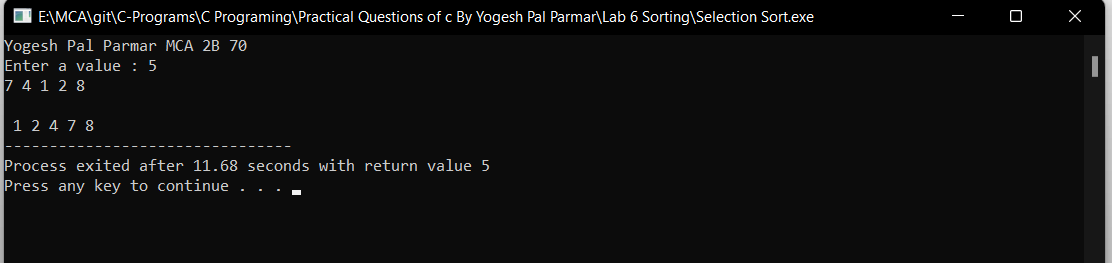 E:\MCA\git\C-Programs\C Programing\Practical Questions of c By Yogesh Pal Parmar\Lab 6 Sorting\Selection Sort.exe
Yogesh Pal Parmar MCA 2B 70
Enter a value : 5
7 4 1 2 8
1 2 4 7 8
--------------------------------
Process exited after 11.68 seconds with return value 5
Press any key to continue . . .